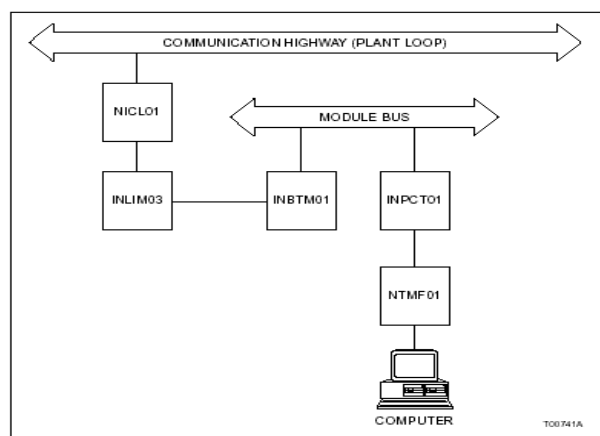 COMMUNICATION HIGHWAY (PLANT LOOP)
NICL01
MODULE BUS
INLIM03
INBTM01
INPCT01
NTMF01
COMPUTER
T00741A